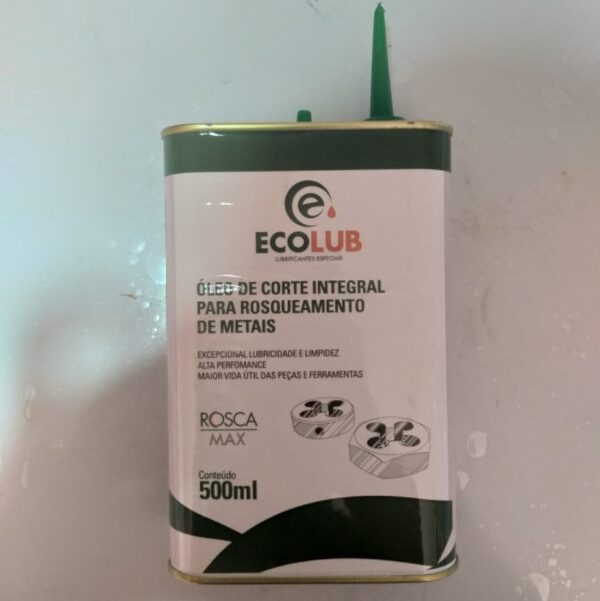 e
ECOLUB
LUBRIFICANTES ESPECIAIS
ÓLEO DE CORTE INTEGRAL
PARA ROSQUEAMENTO
DE METAIS
EXCEPCIONAL LUBRICIDADE E LIMPIDEZ
ALTA PERFOMANCE
MAIOR VIDA ÚTIL DAS PEÇAS E FERRAMENTAS
ROSCA
MAX
Conteúdo
500ml